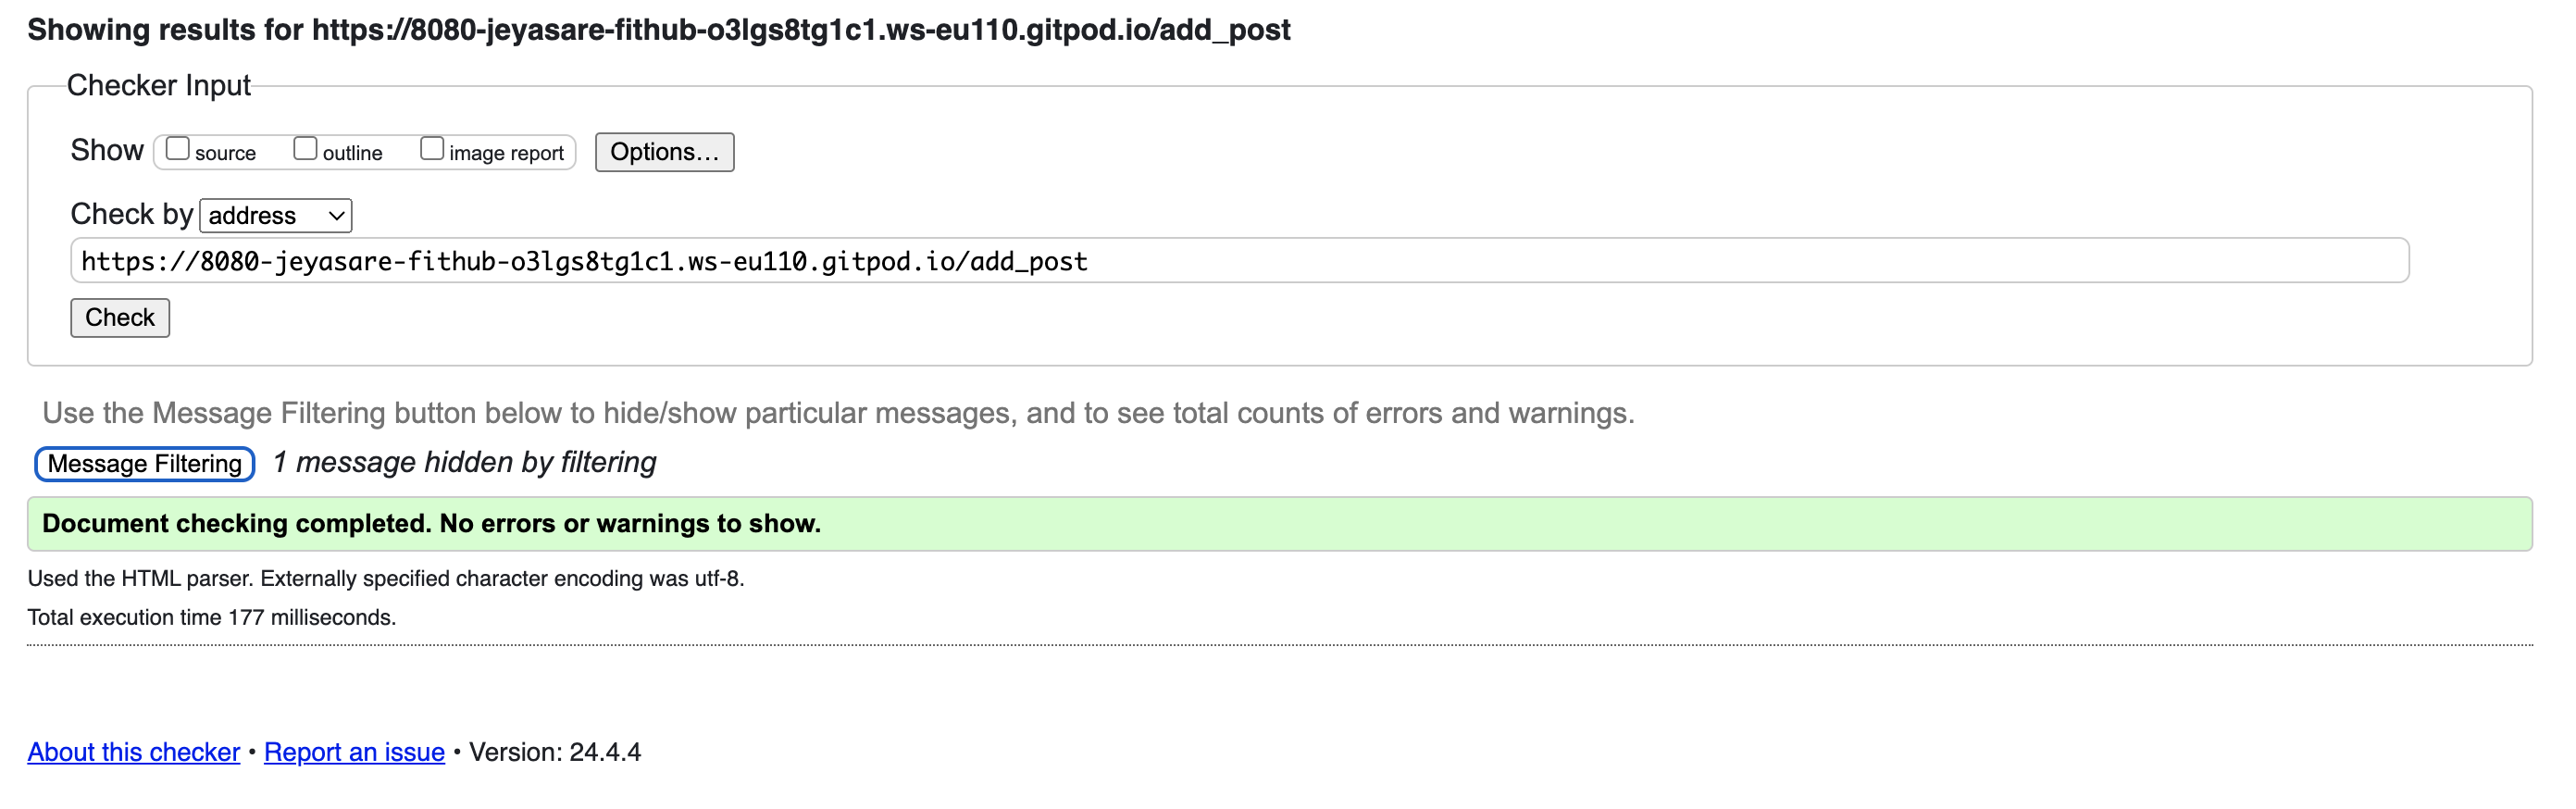 Showing results for https://8080-jeyasare-fithub-o3lgs8tg1c1.ws-eu110.gitpod.io/add_post
Checker Input
Show source outline image report Options...
Check by address
https://8080-jeyasare-fithub-o3lgs8tg1c1.ws-eu110.gitpod.io/add_post
Check
Use the Message Filtering button below to hide/show particular messages, and to see total counts of errors and warnings.
Message Filtering 1 message hidden by filtering
Document checking completed. No errors or warnings to show.
Used the HTML parser. Externally specified character encoding was utf-8.
Total execution time 177 milliseconds.
About this checker • Report an issue • Version: 24.4.4